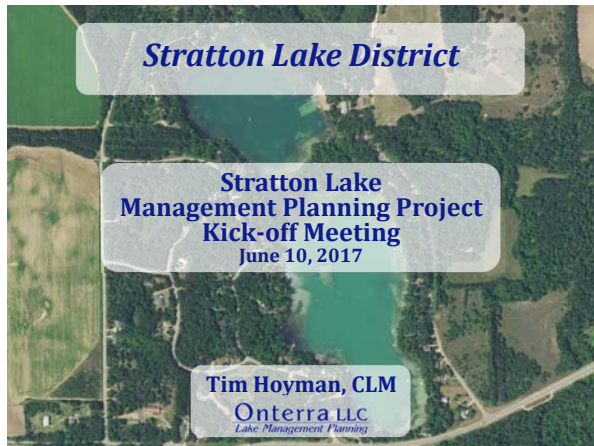 Stratton Lake District
Stratton Lake
Management Planning Project
Kick-off Meeting
June 10, 2017
Tim Hoyman, CLM
Onterra LLC
Lake Management Planning